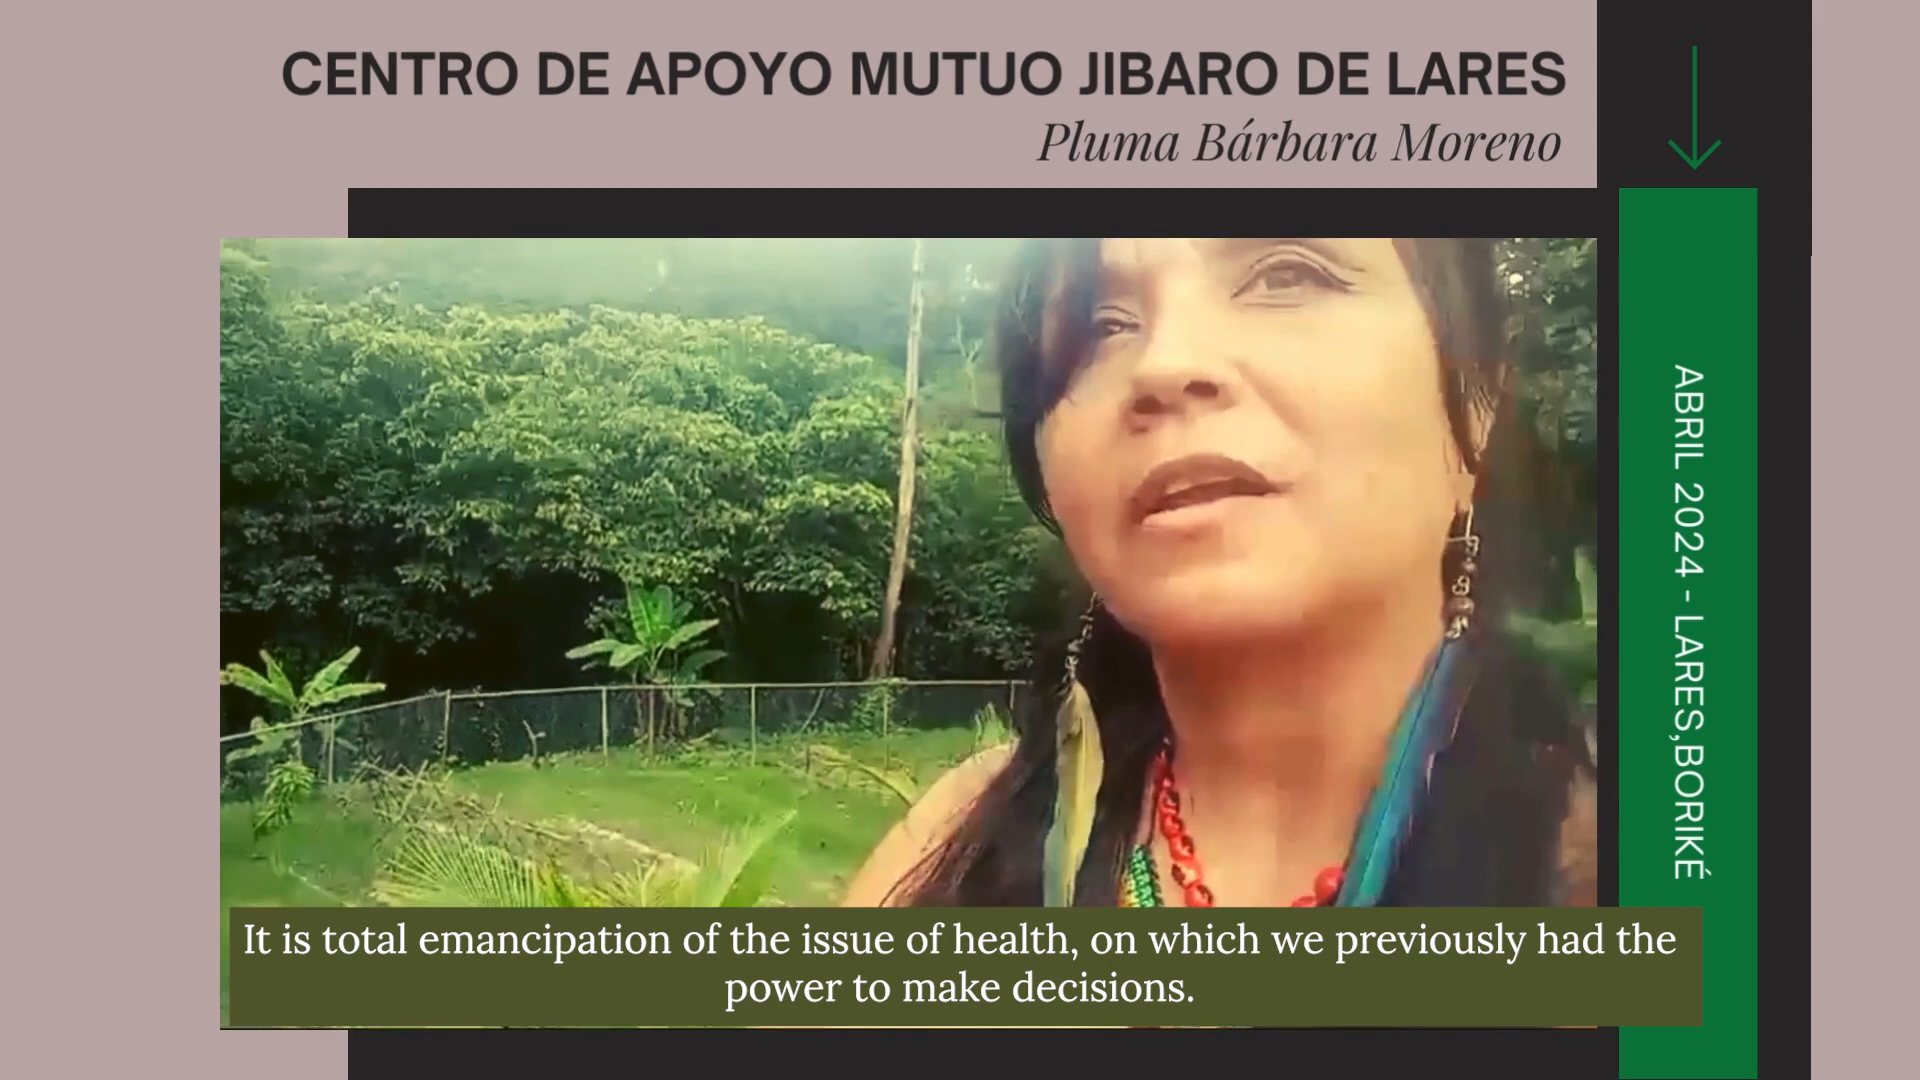 CENTRO DE APOYO MUTUO JIBARO DE LARES
Pluma Bárbara Moreno
ABRIL 2024 - LARES,BORIKÉ
It is total emancipation of the issue of health, on which we previously had the
power to make decisions.